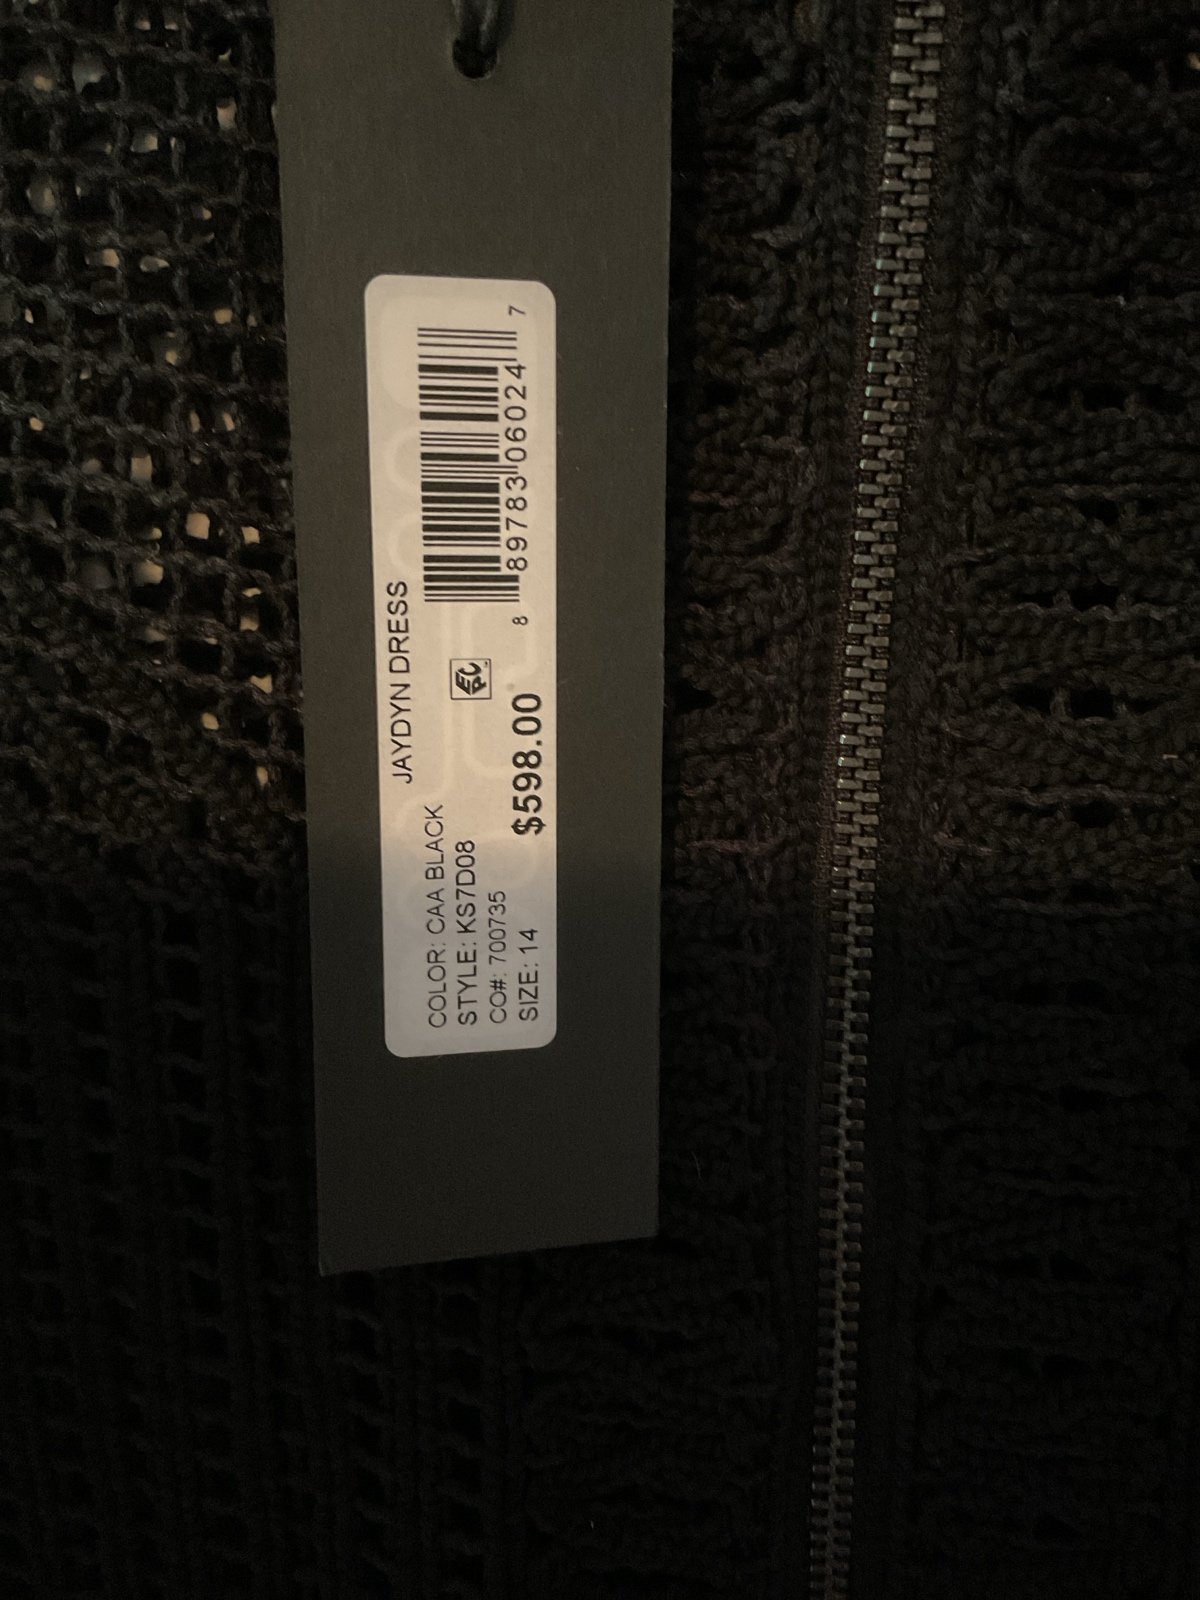 JAYDYN DRESS
COLOR: CAA BLACK
STYLE: KS7D08
CO#: 700735
SIZE: 14
$598.00
8 89783 06024 7